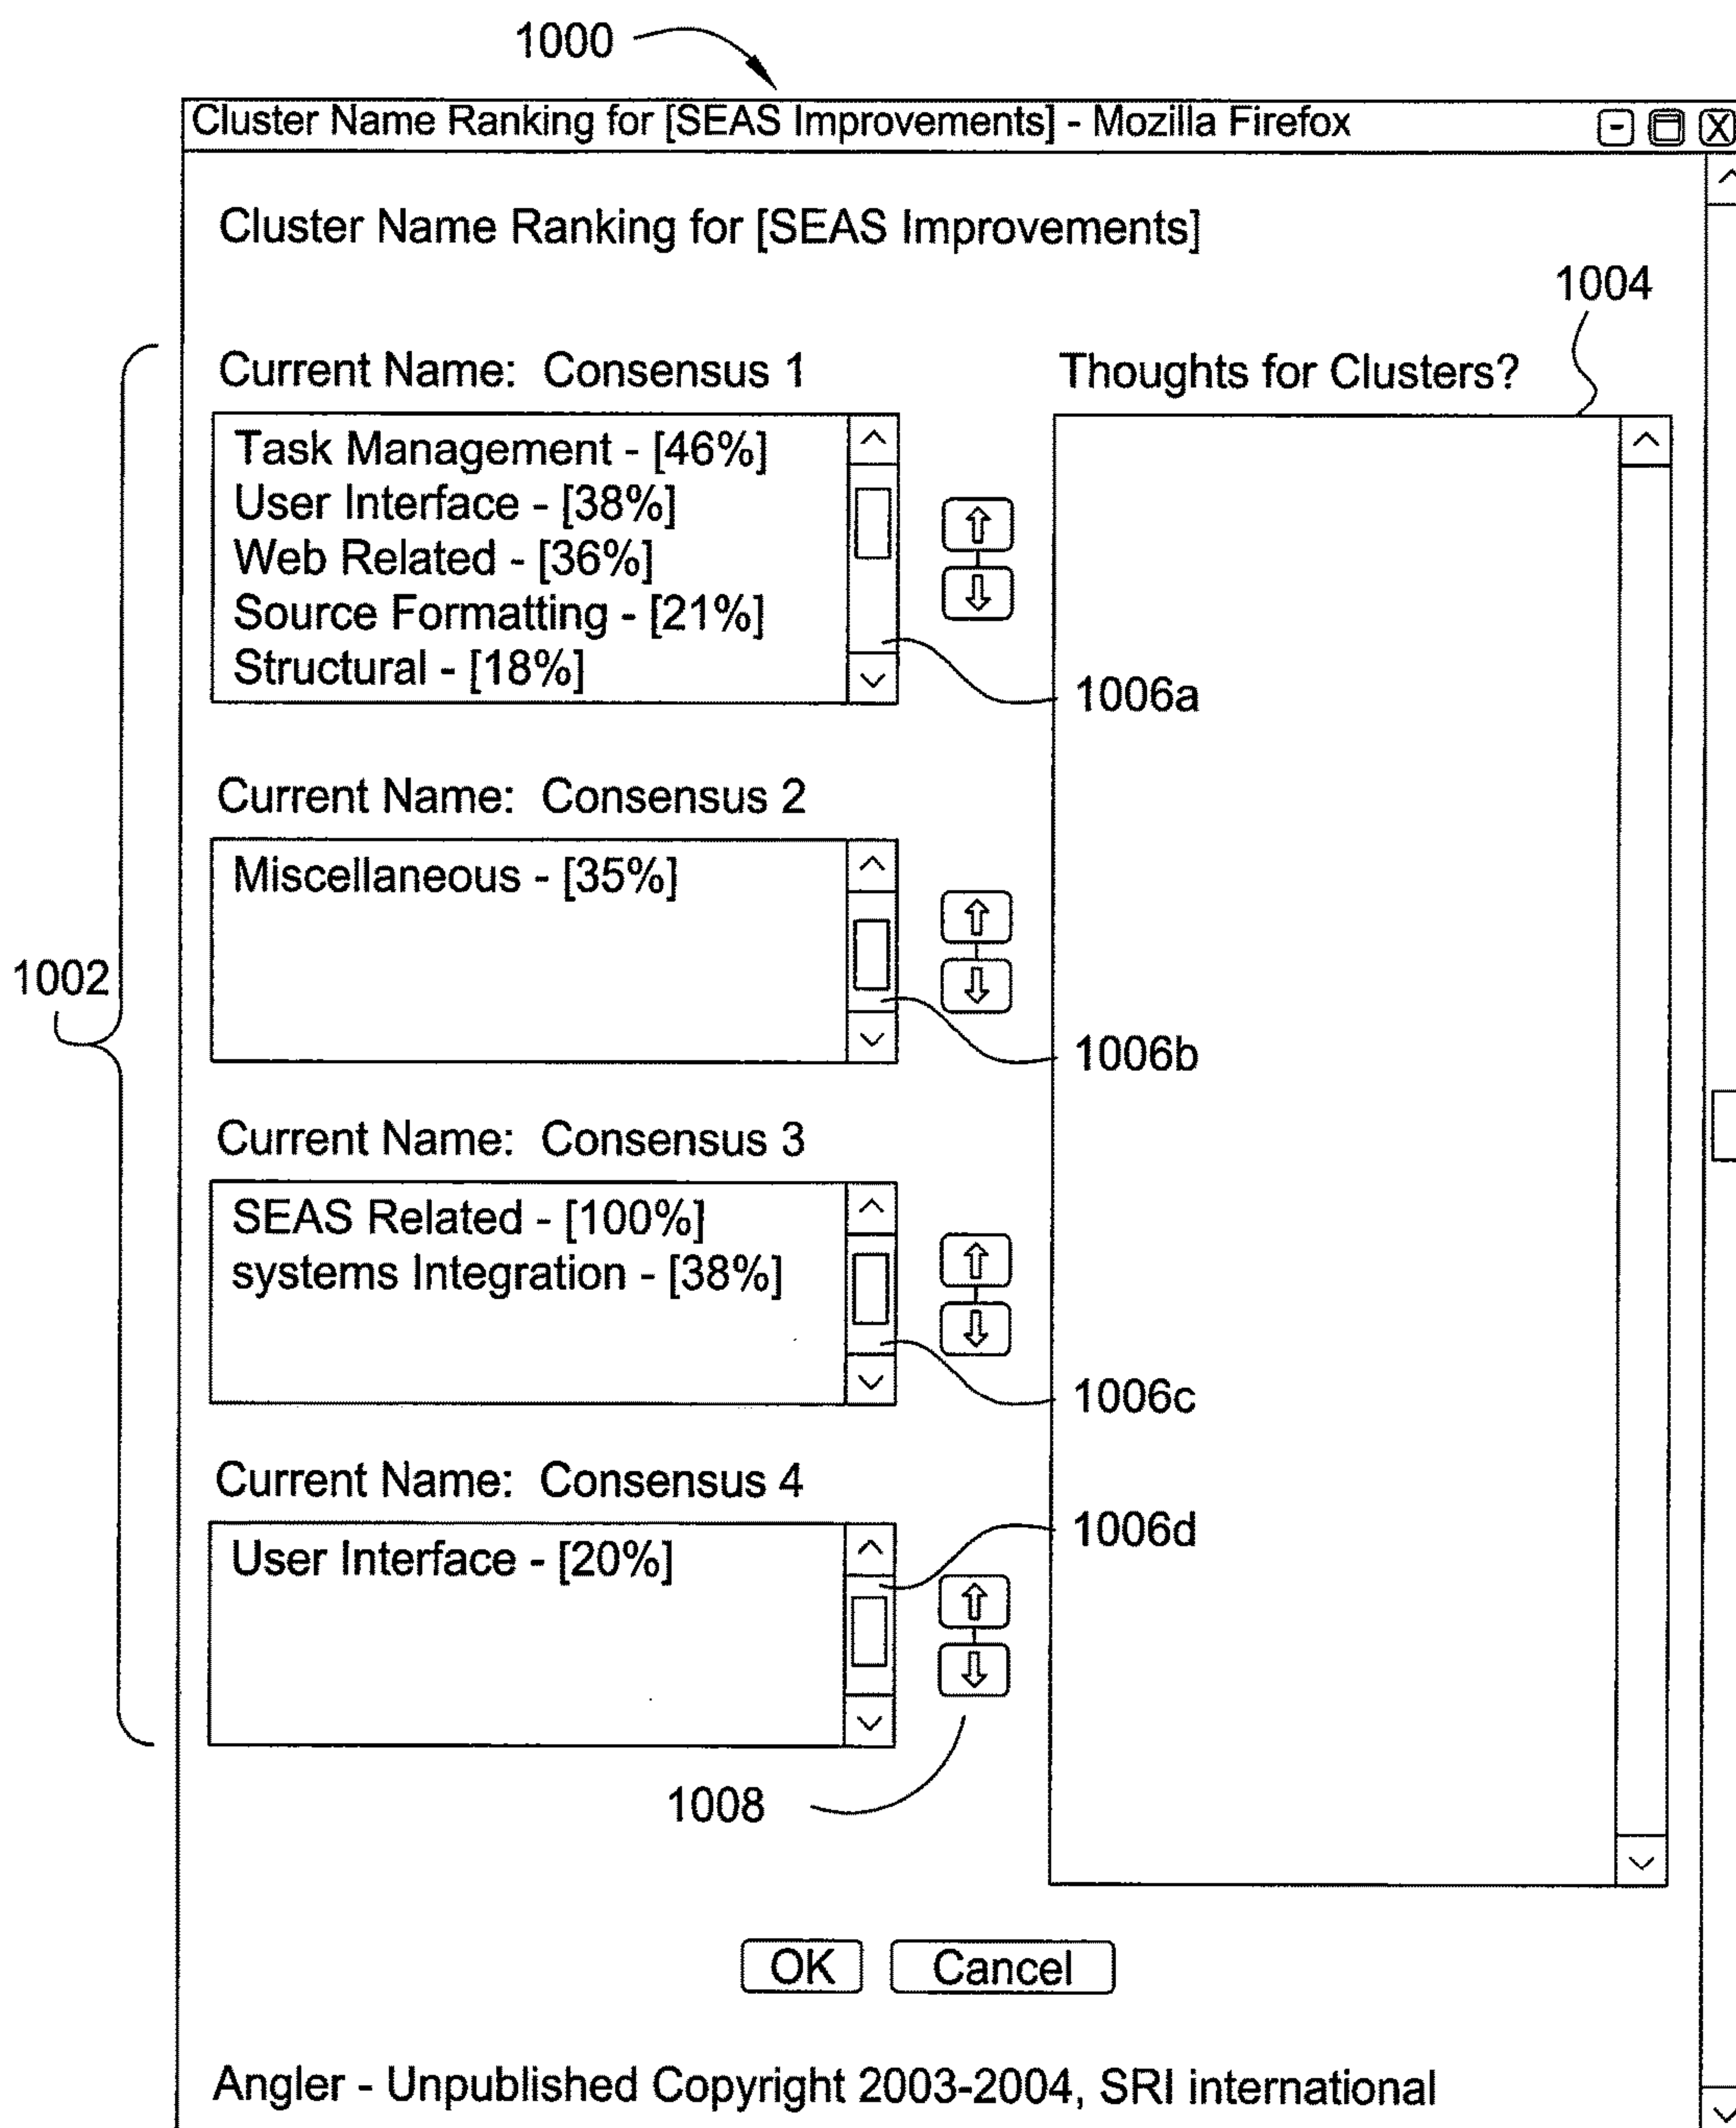 1000
Cluster Name Ranking for [SEAS Improvements] - Mozilla Firefox
Cluster Name Ranking for [SEAS Improvements]
1004
Current Name: Consensus 1
Thoughts for Clusters?
Task Management - [46%]
User Interface - [38%]
Web Related - [36%]
Source Formatting - [21%]
Structural - [18%]
1006a
Current Name: Consensus 2
Miscellaneous - [35%]
1002
1006b
Current Name: Consensus 3
SEAS Related - [100%]
systems Integration - [38%]
1006c
Current Name: Consensus 4
1006d
User Interface - [20%]
1008
OK Cancel
Angler - Unpublished Copyright 2003-2004, SRI international